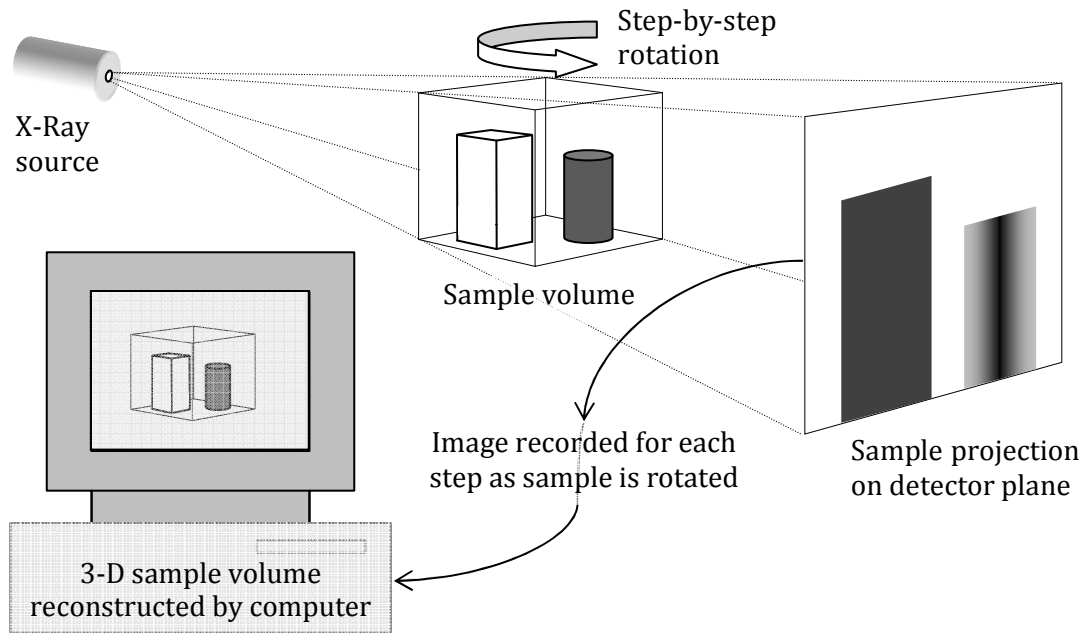 Step-by-step
rotation
X-Ray
source
Sample volume
Image recorded for each
step as sample is rotated
Sample projection
on detector plane
3-D sample volume
reconstructed by computer